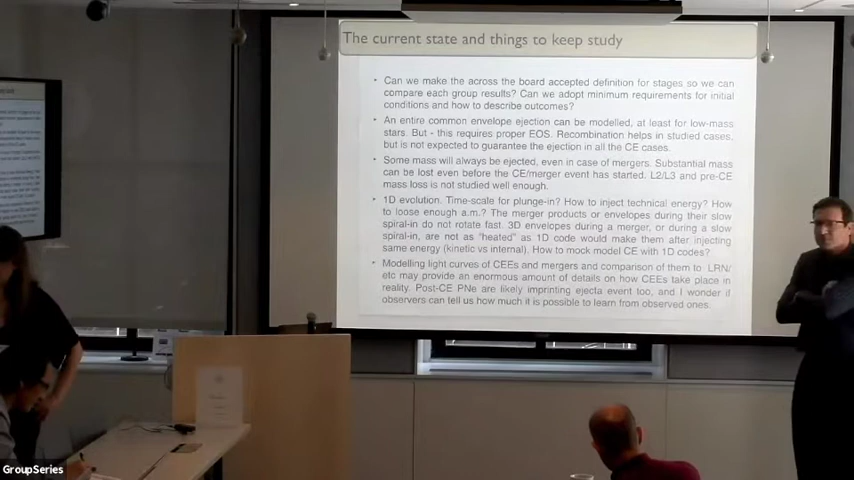 The current state and things to keep study
• Can we make the across the board accepted definition for stages so we can
compare each group results? Can we adopt minimum requirements for initial
conditions and how to describe outcomes?
• An entire common envelope ejection can be modelled, at least for low-mass
stars. But - this requires proper EOS. Recombination helps in studied cases,
but is not expected to guarantee the ejection in all the CE cases.
• Some mass will always be ejected, even in case of mergers. Substantial mass
can be lost even before the CE/merger event has started. L2/L3 and pre-CE
mass loss is not studied well enough.
• 1D evolution. Time-scale for plunge-in? How to inject technical energy? How
to loose enough a.m.? The merger products or envelopes during their slow
spiral-in do not rotate fast. 3D envelopes during a merger, or during a slow
spiral-in, are not as "heated" as 1D code would make them after injecting
same energy (kinetic vs internal). How to mock model CE with 1D codes?
• Modelling light curves of CEEs and mergers and comparison of them to LRN/
etc may provide an enormous amount of details on how CEEs take place in
reality. Post-CE PNe are likely imprinting ejecta event too, and I wonder if
observers can tell us how much it is possible to learn from observed ones.
GroupSeries